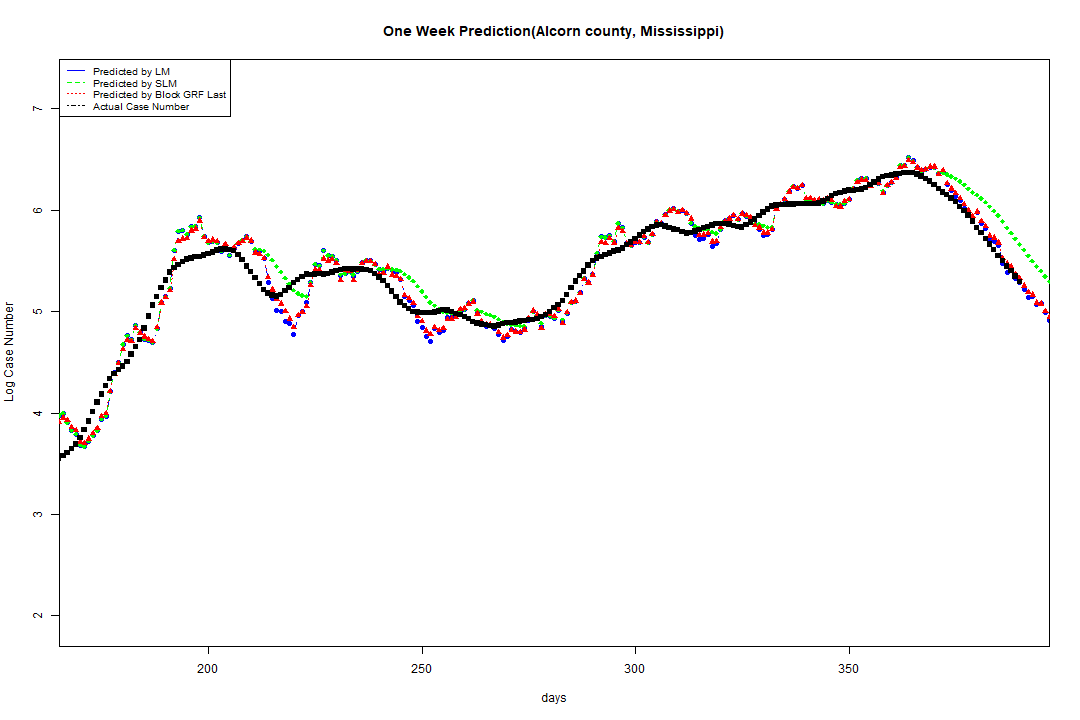 One Week Prediction(Alcorn county, Mississippi)
Predicted by LM
Predicted by SLM
Predicted by Block GRF Last
Actual Case Number
7
6
5
4
3
2
Log Case Number
200 250 300 350
days